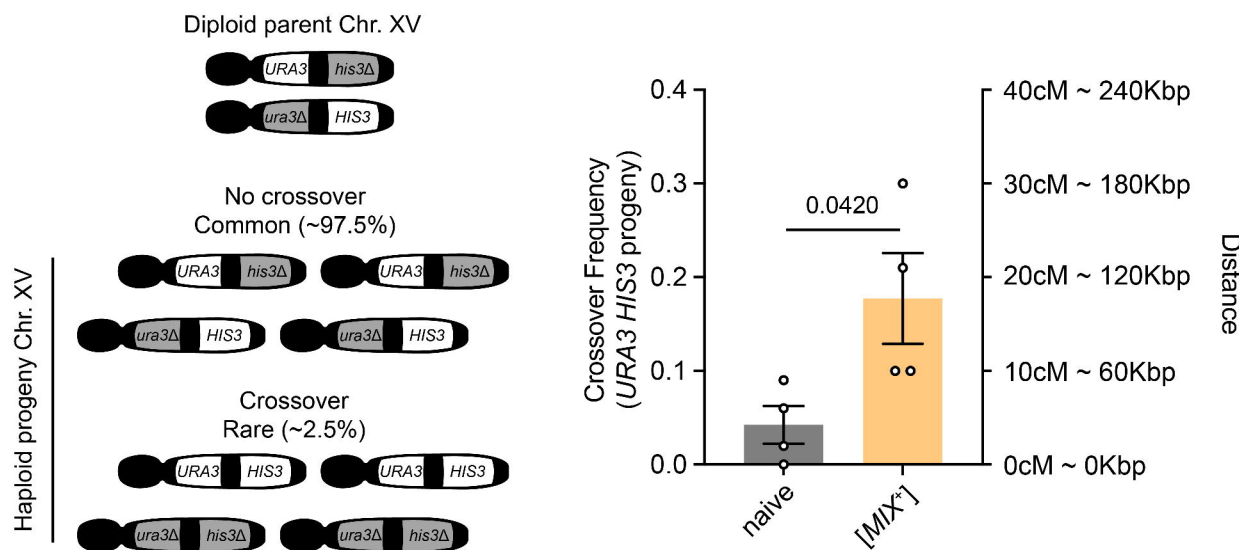 Diploid parent Chr. XV
URA3 his3Δ
ura3Δ HIS3
No crossover
Common (~97.5%)
URA3 his3Δ URA3 his3Δ
ura3Δ HIS3 ura3Δ HIS3
Crossover
Rare (~2.5%)
URA3 HIS3 URA3 HIS3
ura3Δ his3Δ ura3Δ his3Δ
Haploid progeny Chr. XV
Crossover Frequency
(URA3 HIS3 progeny)
0.4
0.3
0.2
0.1
0.0
0.0420
naive
[MIX⁺]
40cM ~ 240Kbp
30cM ~ 180Kbp
20cM ~ 120Kbp
10cM ~ 60Kbp
0cM ~ 0Kbp
Distance